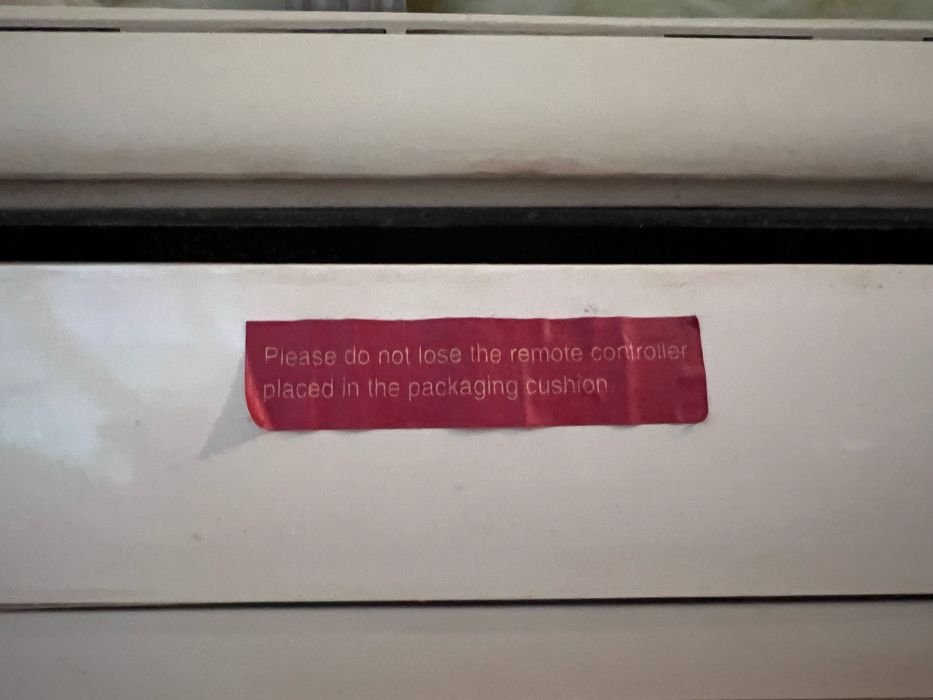 Please do not lose the remote controller
placed in the packaging cushion.